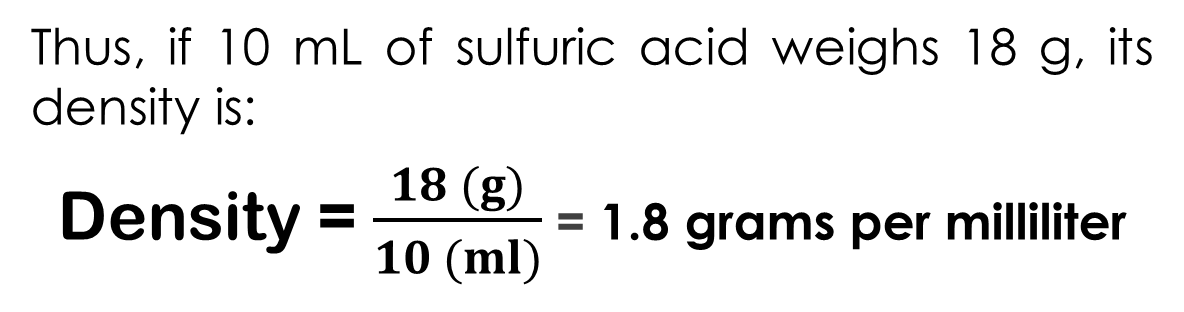 Thus, if 10 mL of sulfuric acid weighs 18 g, its
density is:
Density = 18 (g) / 10 (ml) = 1.8 grams per milliliter